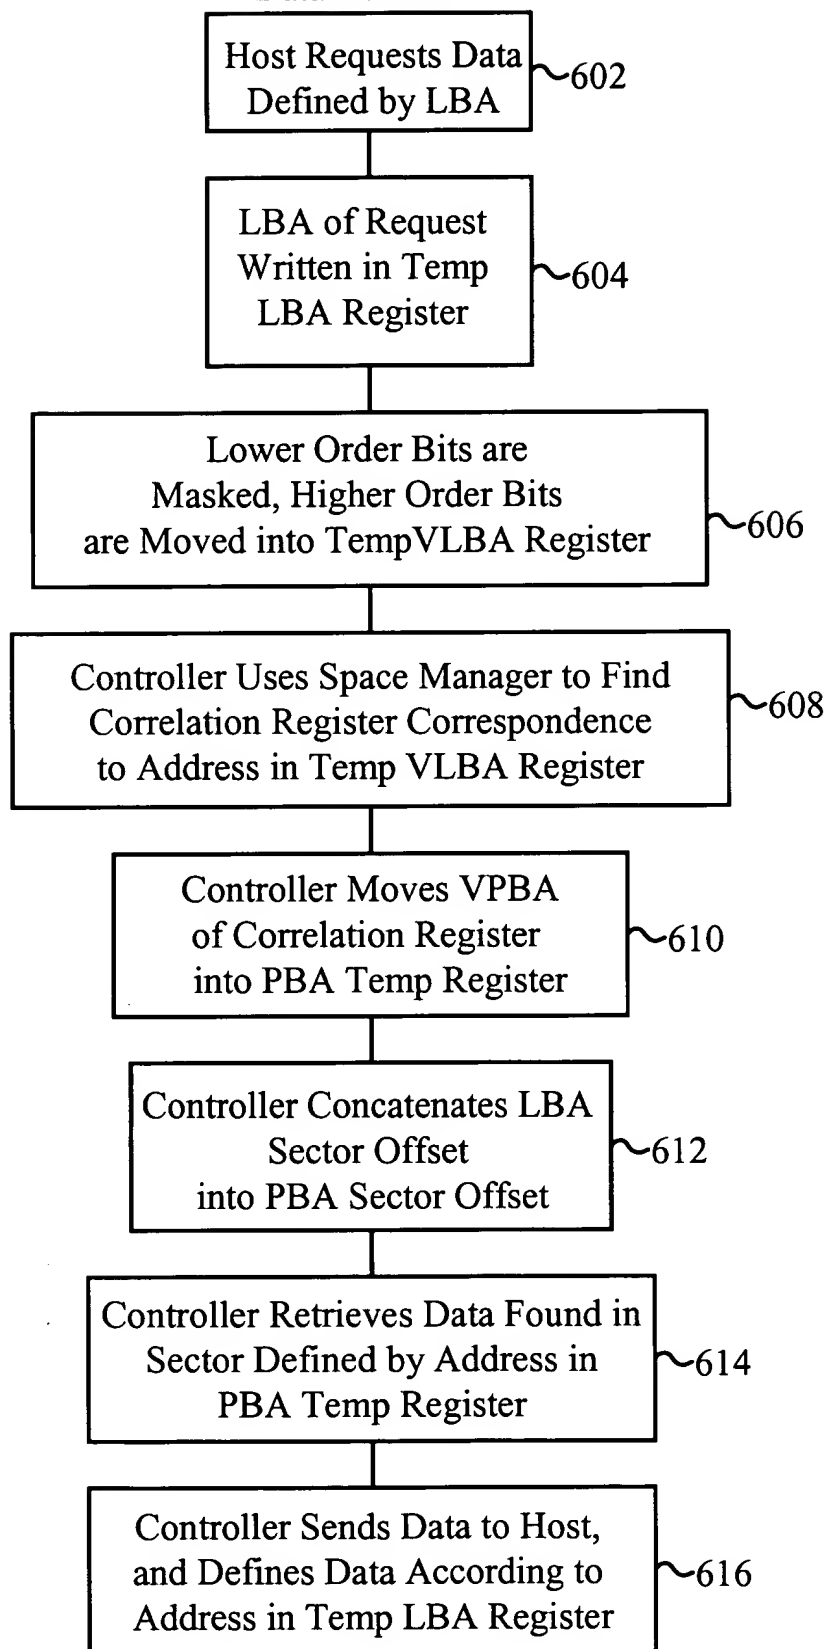 Host Requests Data
Defined by LBA
602
LBA of Request
Written in Temp
LBA Register
604
Lower Order Bits are
Masked, Higher Order Bits
are Moved into TempVLBA Register
606
Controller Uses Space Manager to Find
Correlation Register Correspondence
to Address in Temp VLBA Register
608
Controller Moves VPBA
of Correlation Register
into PBA Temp Register
610
Controller Concatenates LBA
Sector Offset
into PBA Sector Offset
612
Controller Retrieves Data Found in
Sector Defined by Address in
PBA Temp Register
614
Controller Sends Data to Host,
and Defines Data According to
Address in Temp LBA Register
616